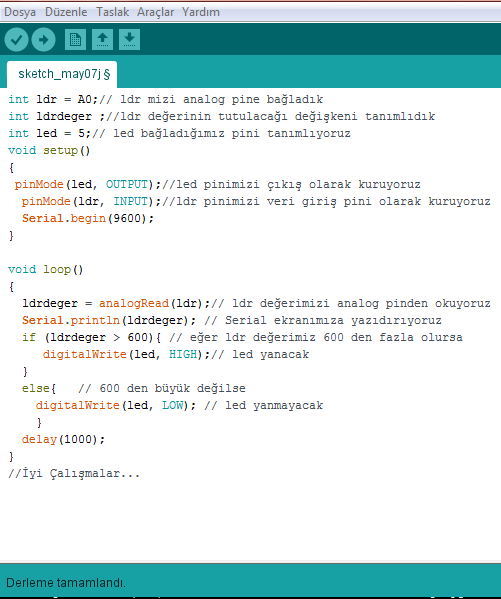 Dosya Düzenle Taslak Araçlar Yardım
sketch_may07j §
int ldr = A0;// ldr mizi analog pine bağladık
int ldrdeger ;//ldr değerinin tutulacağı değişkeni tanımlıdık
int led = 5;// led bağladığımız pini tanımlıyoruz
void setup()
{
pinMode(led, OUTPUT);//led pinimizi çıkış olarak kuruyoruz
pinMode(ldr, INPUT);//ldr pinimizi veri giriş pini olarak kuruyoruz
Serial.begin(9600);
}
void loop()
{
ldrdeger = analogRead(ldr);// ldr değerimizi analog pinden okuyoruz
Serial.println(ldrdeger); // Serial ekranımıza yazıdırıyoruz
if (ldrdeger > 600){ // eğer ldr değerimiz 600 den fazla olursa
digitalWrite(led, HIGH);// led yanacak
}
else{ // 600 den büyük değilse
digitalWrite(led, LOW); // led yanmayacak
}
delay(1000);
}
//İyi Çalışmalar...
Derleme tamamlandı.